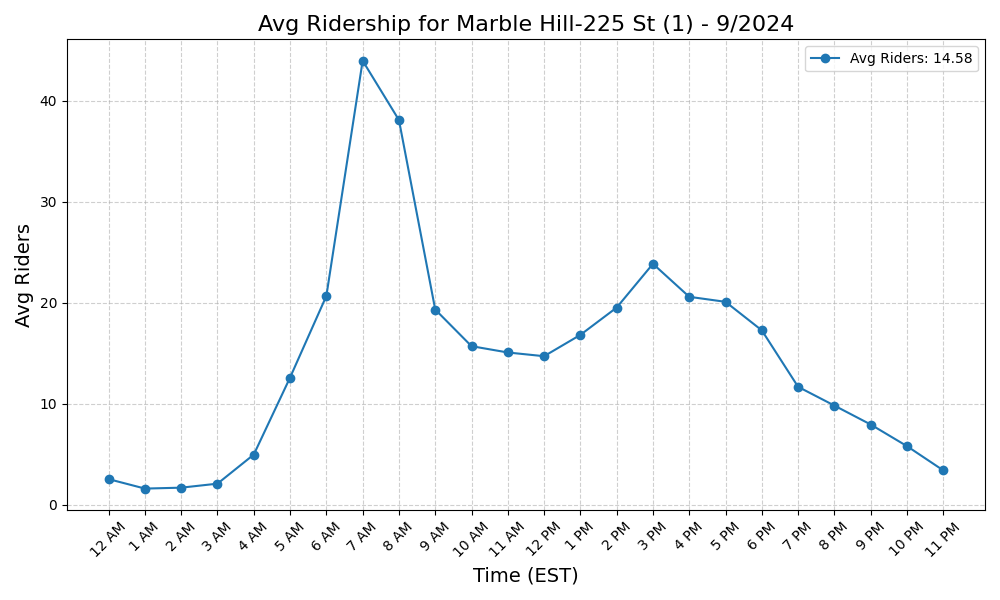 Avg Ridership for Marble Hill-225 St (1) - 9/2024
Avg Riders: 14.58
Avg Riders
40
30
20
10
0
12 AM
1 AM
2 AM
3 AM
4 AM
5 AM
6 AM
7 AM
8 AM
9 AM
10 AM
11 AM
12 PM
1 PM
2 PM
3 PM
4 PM
5 PM
6 PM
7 PM
8 PM
9 PM
10 PM
11 PM
Time (EST)